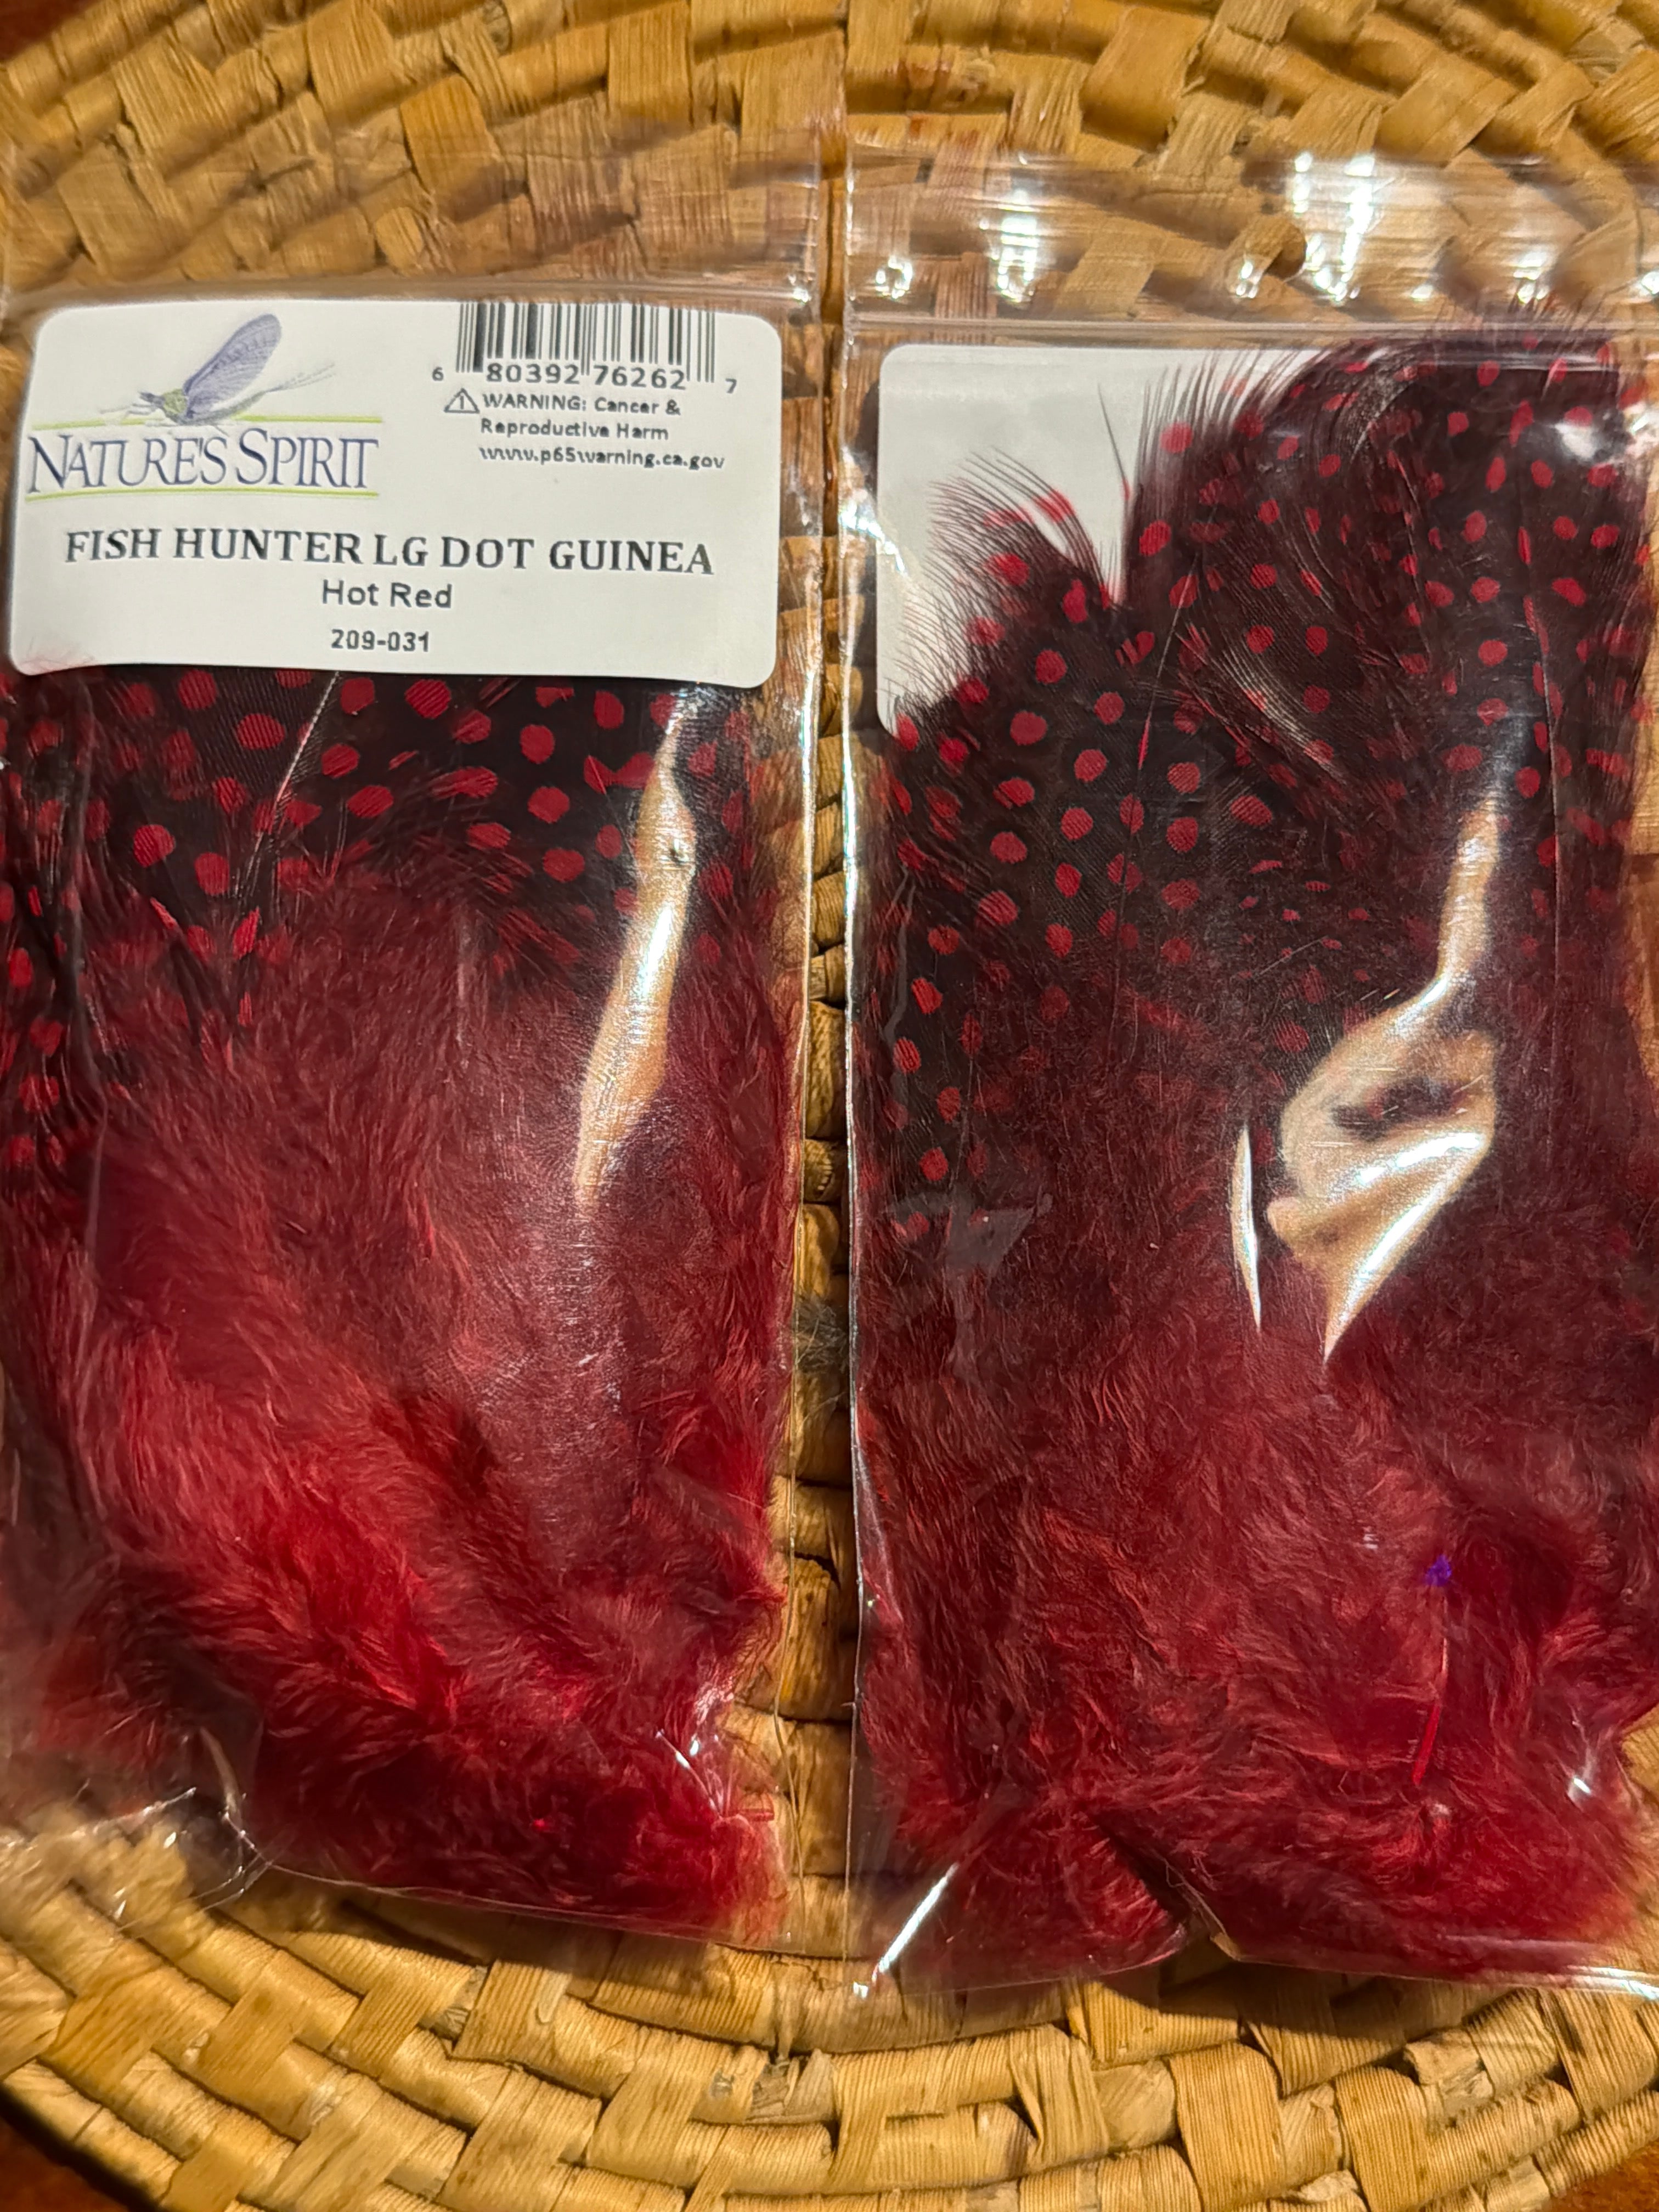 6 80392 76262 7
⚠ WARNING: Cancer &
Reproductive Harm
www.p65warning.ca.gov
NATURE'S SPIRIT
FISH HUNTER LG DOT GUINEA
Hot Red
209-031